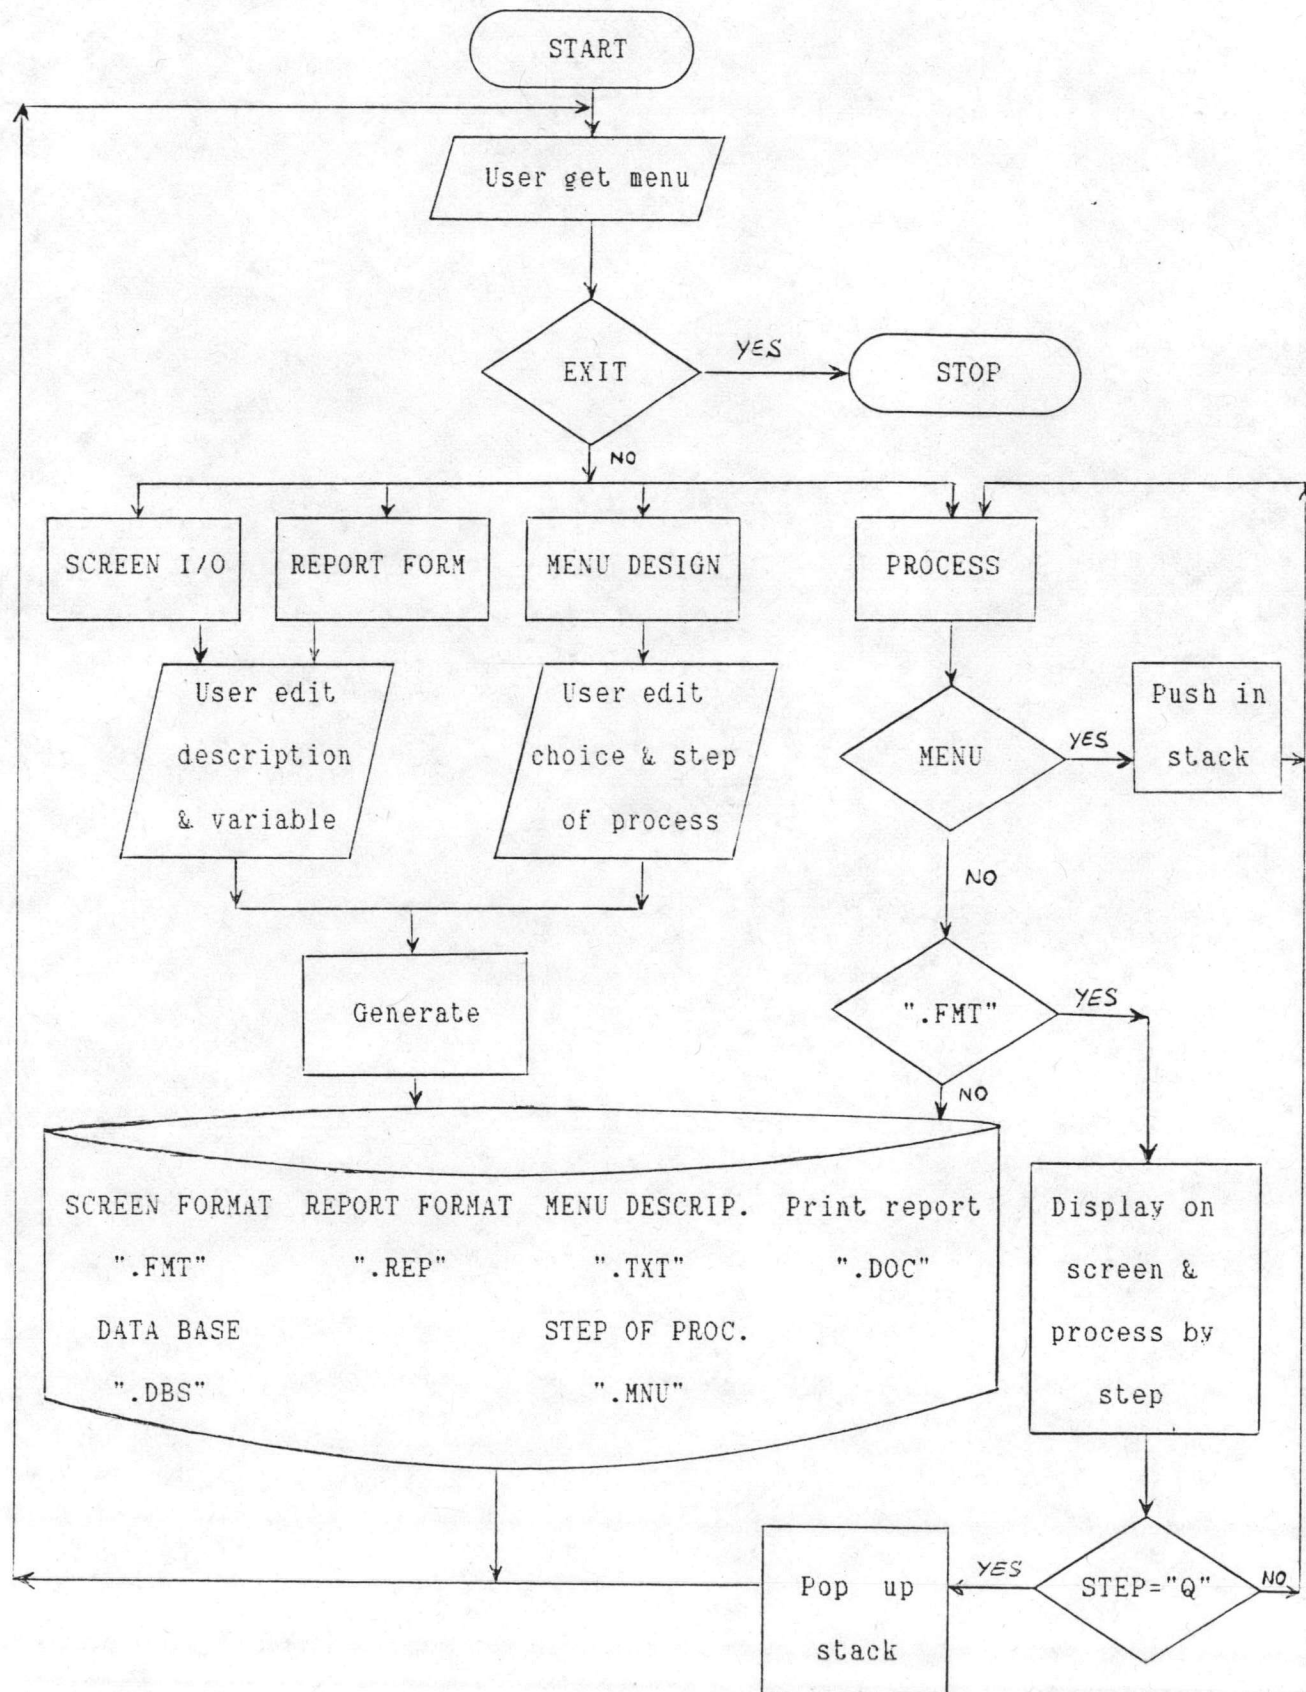 START
User get menu
EXIT
YES
STOP
NO
SCREEN I/O
REPORT FORM
MENU DESIGN
PROCESS
User edit
description
& variable
User edit
choice & step
of process
MENU
YES
Push in
stack
NO
Generate
".FMT"
YES
NO
SCREEN FORMAT REPORT FORMAT MENU DESCRIP. Print report
".FMT" ".REP" ".TXT" ".DOC"
DATA BASE STEP OF PROC.
".DBS" ".MNU"
Display on
screen &
process by
step
Pop up
stack
YES
STEP="Q"
NO